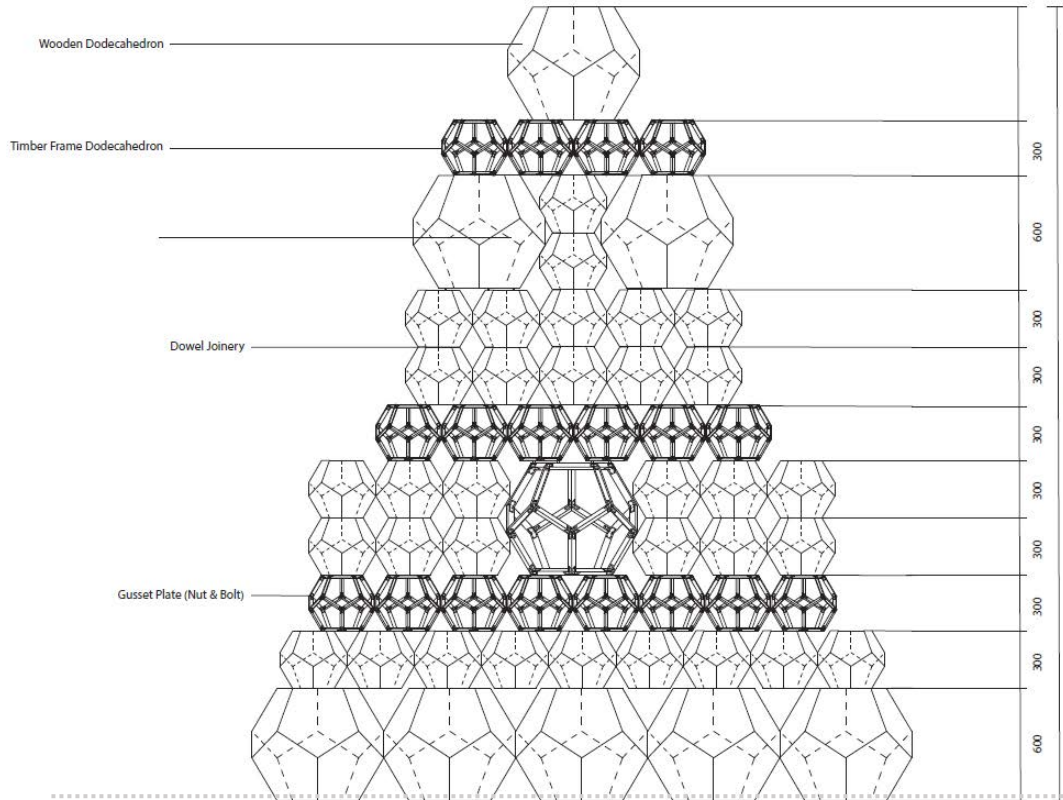 Wooden Dodecahedron
Timber Frame Dodecahedron
300
600
300
Dowel Joinery
300
300
300
300
Gusset Plate (Nut & Bolt)
300
300
600